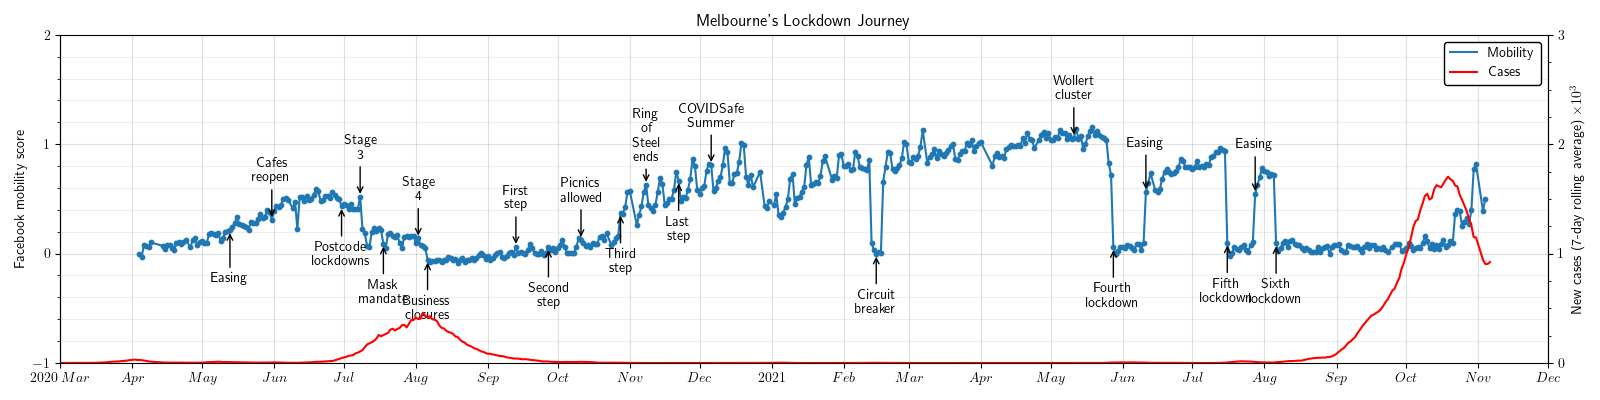 Melbourne's Lockdown Journey
Facebook mobility score
2
1
0
−1
New cases (7-day rolling average) ×10³
3
2
1
0
Mobility
Cases
Cafes
reopen
Easing
Postcode
lockdowns
Stage
3
Mask
mandate
Stage
4
Business
closures
First
step
Second
step
Picnics
allowed
Third
step
Ring
of
Steel
ends
Last
step
COVIDSafe
Summer
Circuit
breaker
Wollert
cluster
Fourth
lockdown
Easing
Fifth
lockdown
Easing
Sixth
lockdown
2020 Mar
Apr
May
Jun
Jul
Aug
Sep
Oct
Nov
Dec
2021
Feb
Mar
Apr
May
Jun
Jul
Aug
Sep
Oct
Nov
Dec